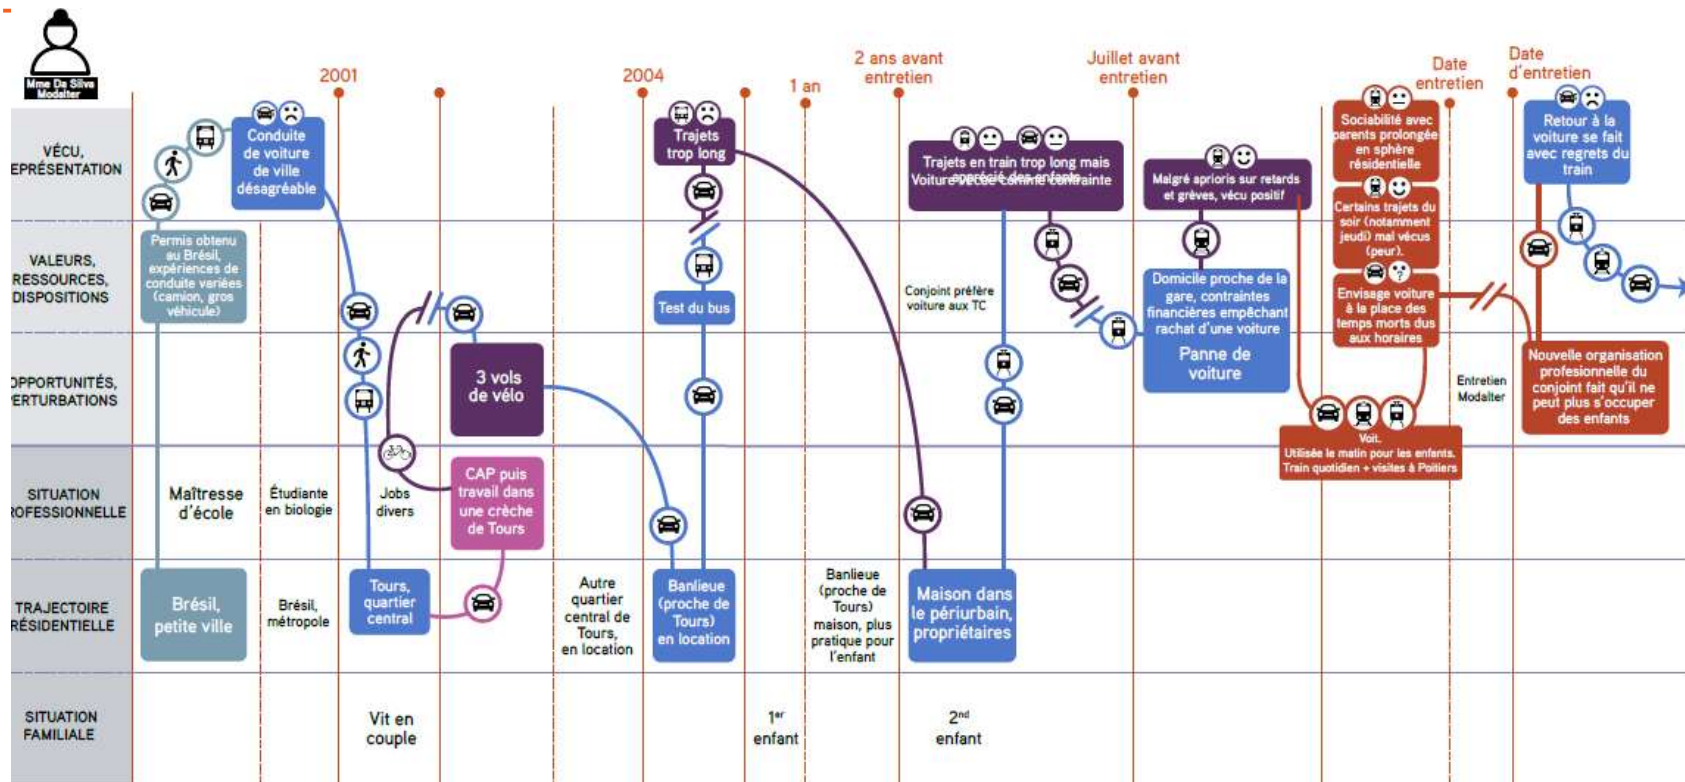 Mme Da Silva
Modalter
2001
2004
1 an
2 ans avant
entretien
Juillet avant
entretien
Date
entretien
Date
d'entretien
VÉCU,
EPRÉSENTATION
Conduite
de voiture
de ville
désagréable
Trajets
trop long
Trajets en train trop long mais
apprécié des enfants
Voiture vécue comme contrainte
Malgré aprioris sur retards
et grèves, vécu positif
Sociabilité avec
parents prolongée
en sphère
résidentielle
Certains trajets du
soir (notamment
jeudi) mal vécus
(peur).
Retour à la
voiture se fait
avec regrets du
train
VALEURS,
RESSOURCES,
DISPOSITIONS
Permis obtenu
au Brésil,
expériences de
conduite variées
(camion, gros
véhicule)
Test du bus
Conjoint préfère
voiture aux TC
Domicile proche de la
gare, contraintes
financières empêchant
rachat d'une voiture
Panne de
voiture
Envisage voiture
à la place des
temps morts dus
aux horaires
OPPORTUNITÉS,
PERTURBATIONS
3 vols
de vélo
Entretien
Modalter
Nouvelle organisation
profesionnelle du
conjoint fait qu'il ne
peut plus s'occuper
des enfants
Voit.
Utilisée le matin pour les enfants.
Train quotidien + visites à Poitiers
SITUATION
ROFESSIONNELLE
Maîtresse
d'école
Étudiante
en biologie
Jobs
divers
CAP puis
travail dans
une crèche
de Tours
TRAJECTOIRE
RÉSIDENTIELLE
Brésil,
petite ville
Brésil,
métropole
Tours,
quartier
central
Autre
quartier
central de
Tours,
en location
Banlieue
(proche de
Tours)
en location
Banlieue
(proche de
Tours)
maison, plus
pratique pour
l'enfant
Maison dans
le périurbain,
propriétaires
SITUATION
FAMILIALE
Vit en
couple
1er
enfant
2nd
enfant